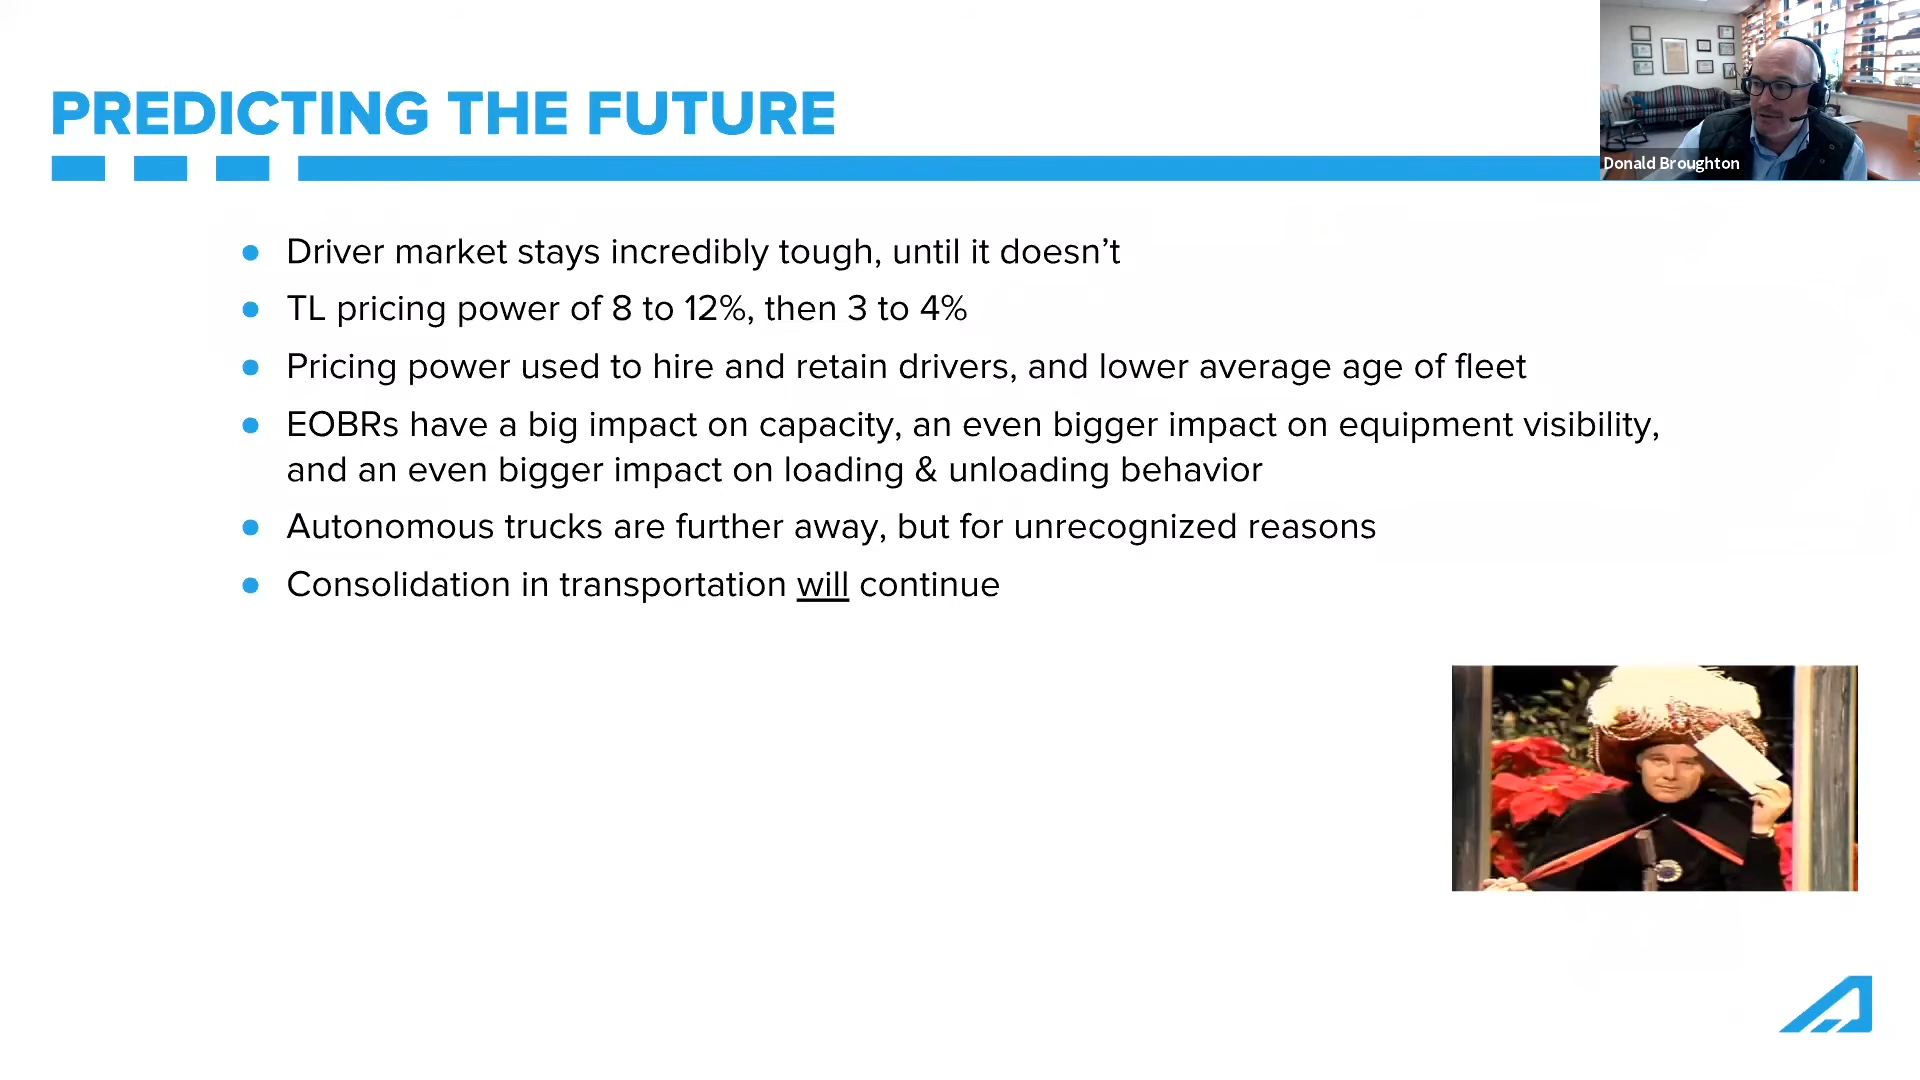 PREDICTING THE FUTURE
Donald Broughton
Driver market stays incredibly tough, until it doesn’t
TL pricing power of 8 to 12%, then 3 to 4%
Pricing power used to hire and retain drivers, and lower average age of fleet
EOBRs have a big impact on capacity, an even bigger impact on equipment visibility,
and an even bigger impact on loading & unloading behavior
Autonomous trucks are further away, but for unrecognized reasons
Consolidation in transportation will continue